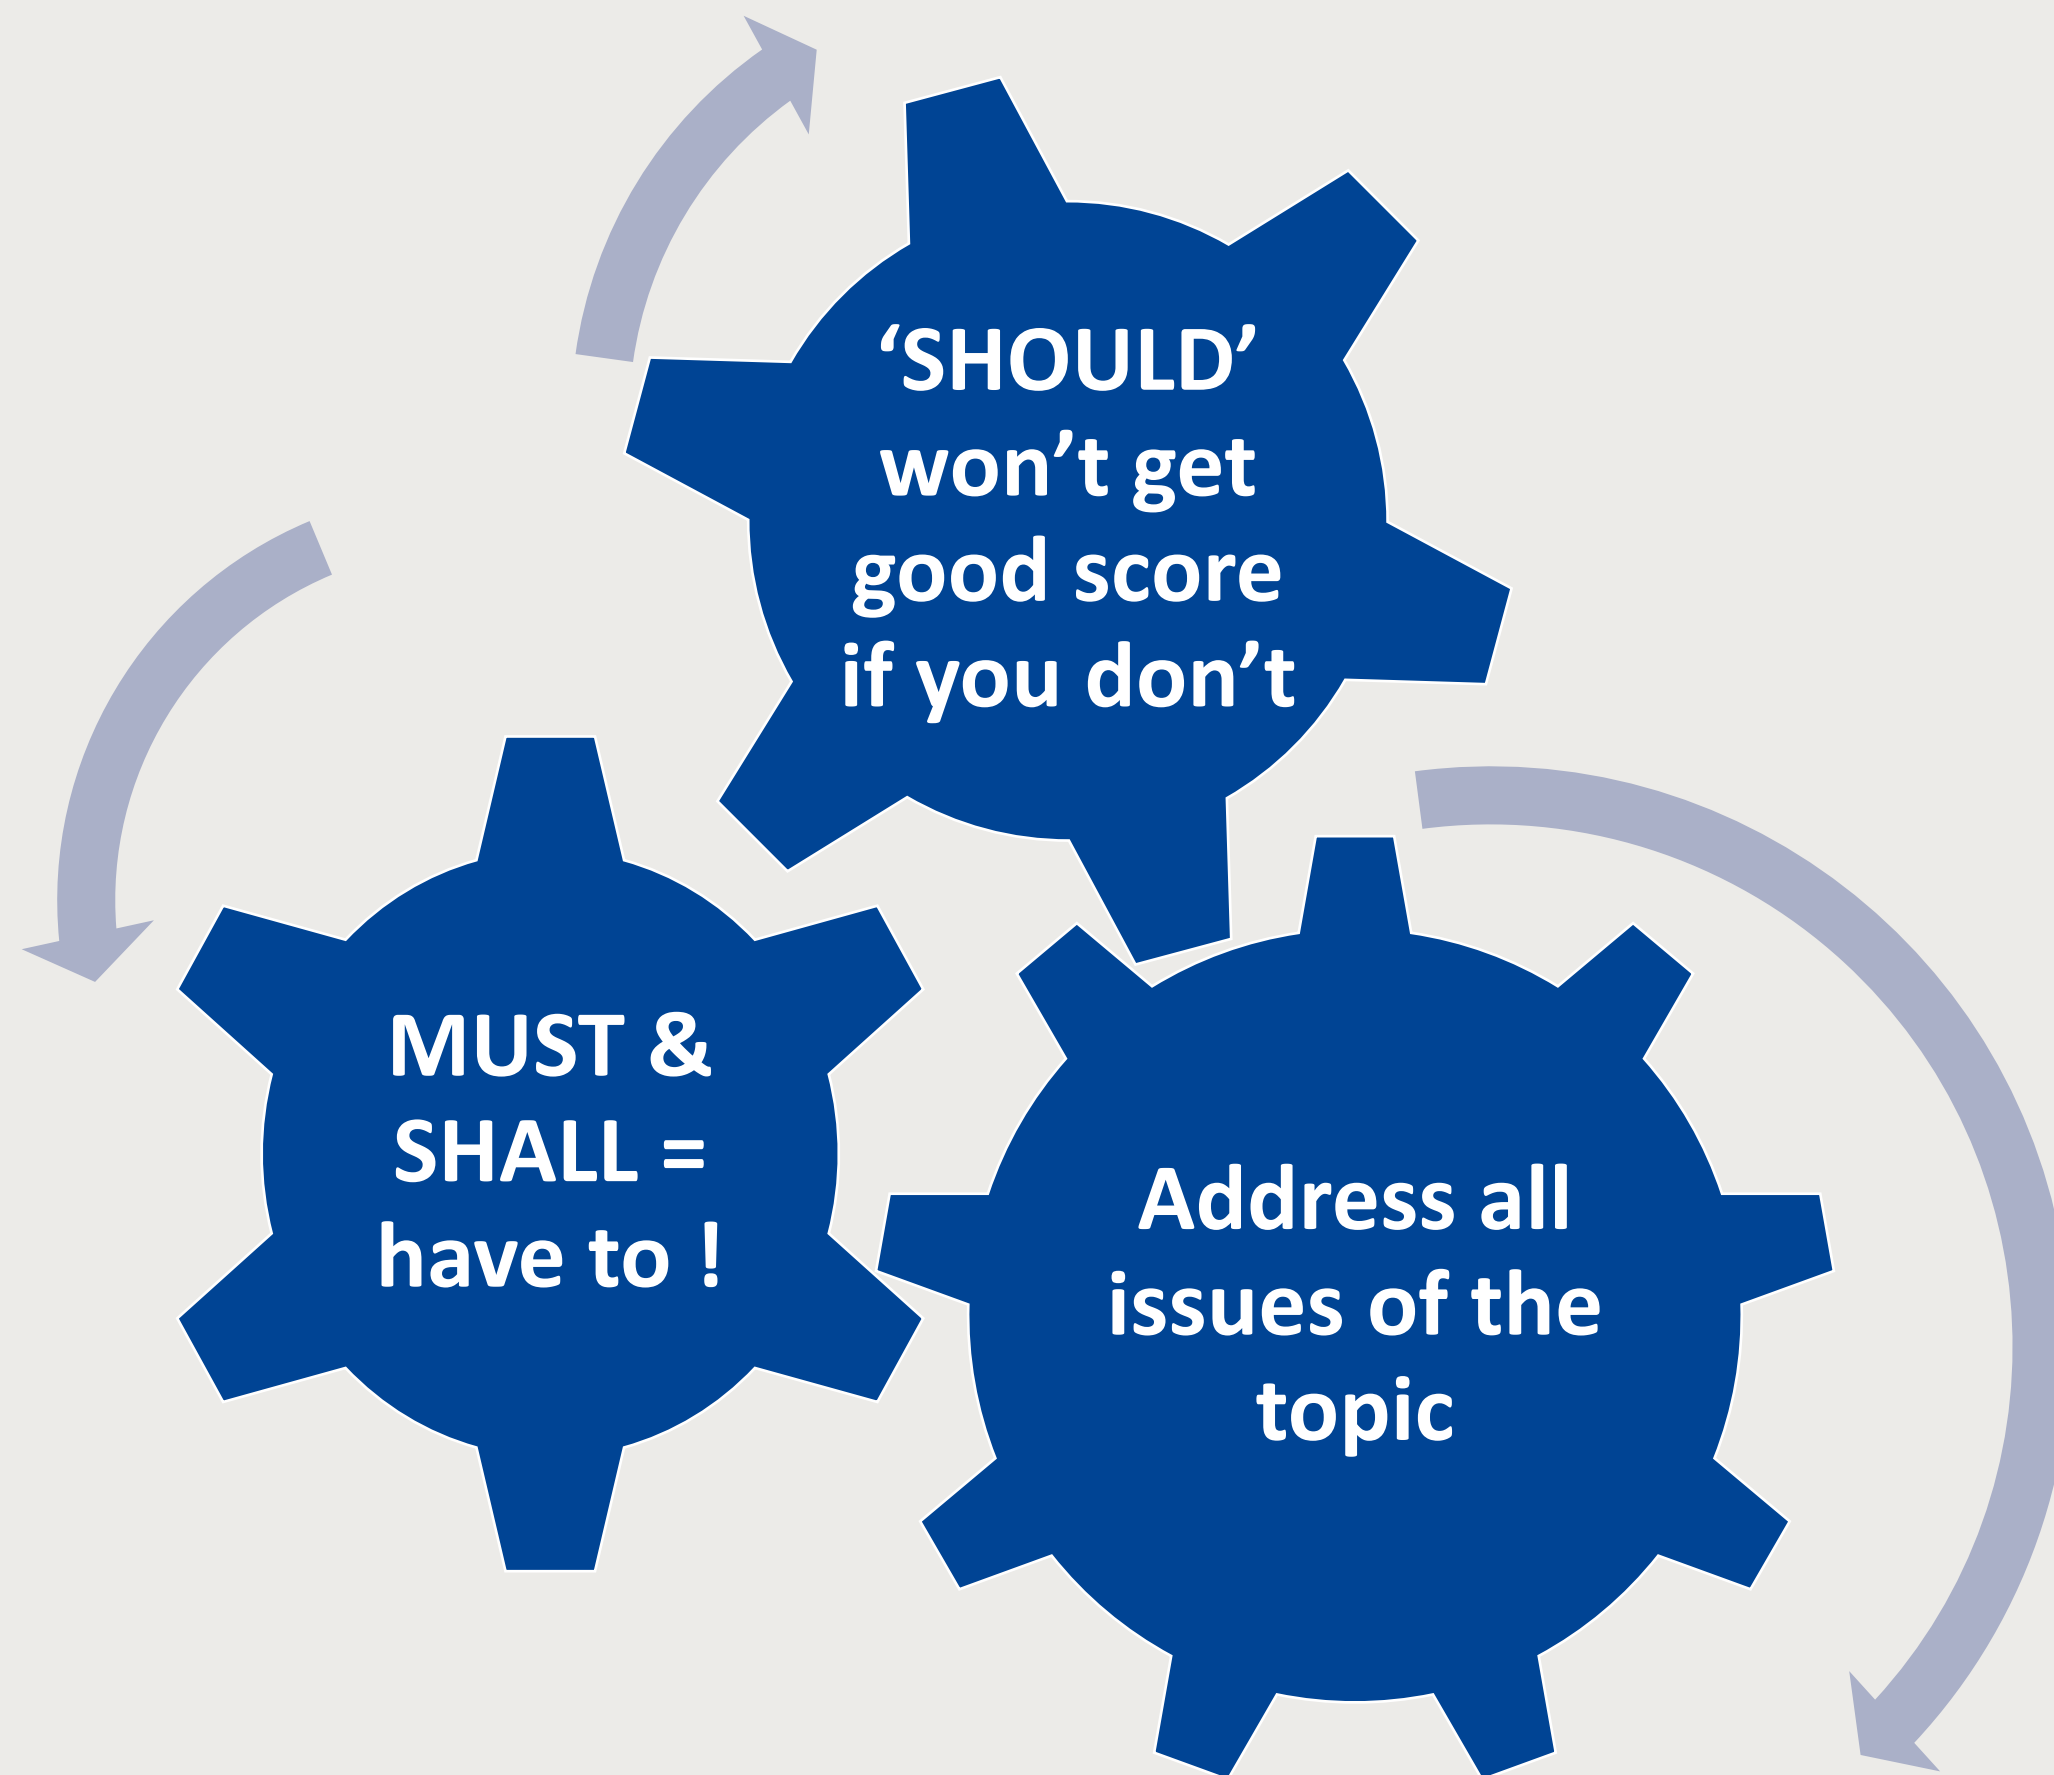 ‘SHOULD’
won’t get
good score
if you don’t
MUST &
SHALL =
have to !
Address all
issues of the
topic